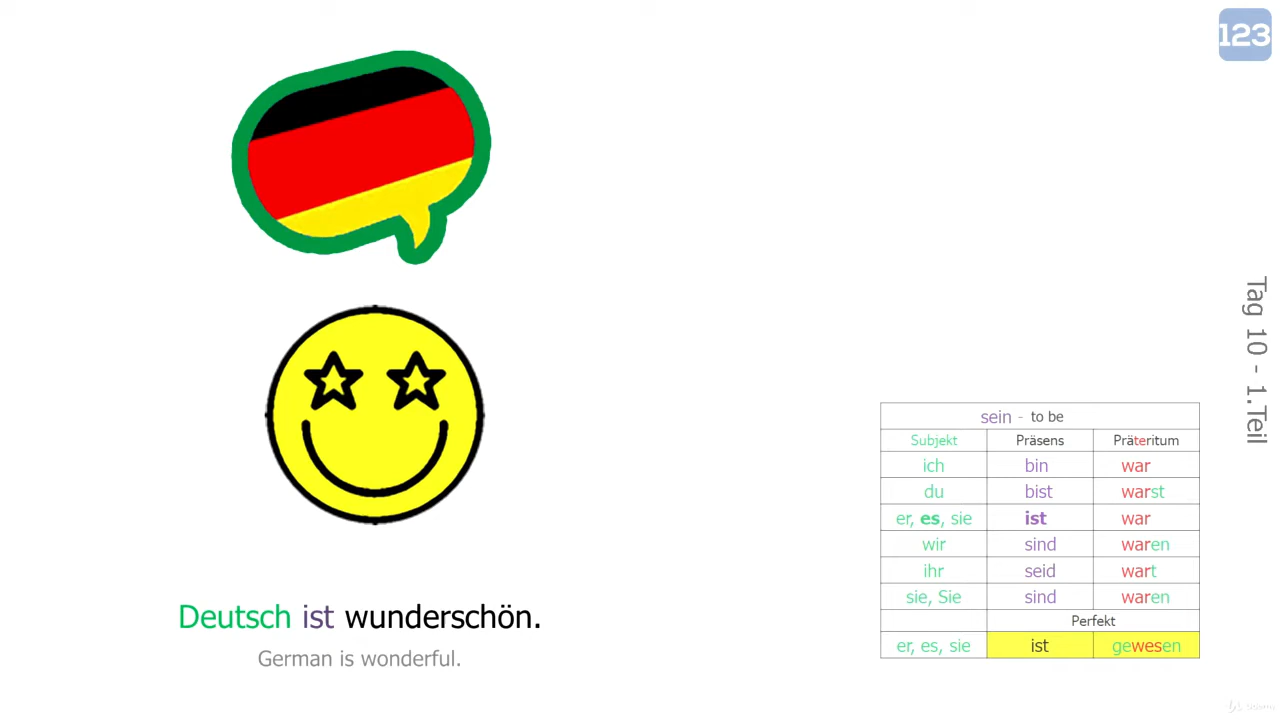 123
Tag 10 - 1.Teil
sein - to be
Subjekt Präsens Präteritum
ich bin war
du bist warst
er, es, sie ist war
wir sind waren
ihr seid wart
sie, Sie sind waren
Perfekt
er, es, sie ist gewesen
Deutsch ist wunderschön.
German is wonderful.